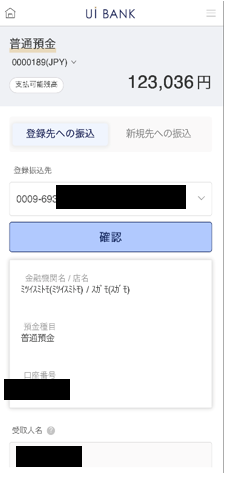 UI BANK
普通預金
0000189(JPY)
支払可能残高
123,036円
登録先への振込
新規先への振込
登録振込先
0009-693
確認
金融機関名 / 店名
ﾐﾂｲｽﾐﾄﾓ(ﾐﾂｲｽﾐﾄﾓ) / ｽｶﾞﾓ(ｽｶﾞﾓ)
預金種目
普通預金
口座番号
受取人名